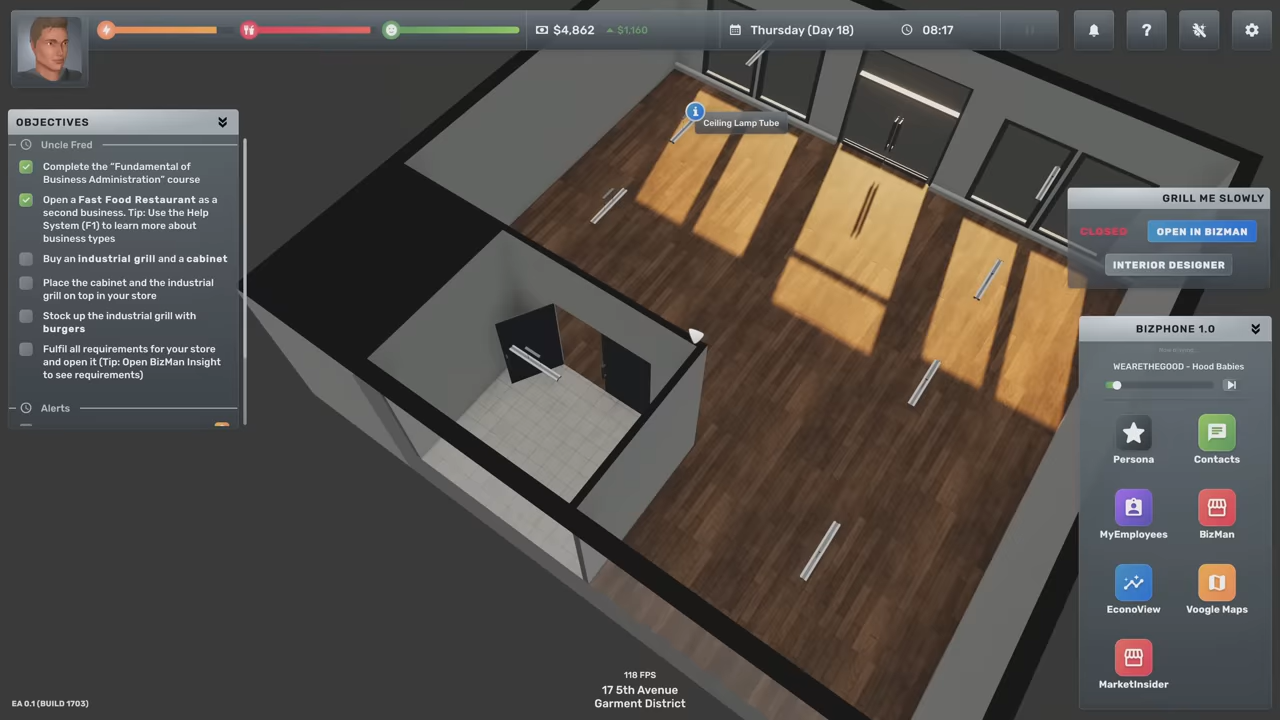 $4,862
$1,160
Thursday (Day 18)
08:17
?
OBJECTIVES
Uncle Fred
Complete the "Fundamental of
Business Administration" course
Open a Fast Food Restaurant as a
second business. Tip: Use the Help
System (F1) to learn more about
business types
Buy an industrial grill and a cabinet
Place the cabinet and the industrial
grill on top in your store
Stock up the industrial grill with
burgers
Fulfil all requirements for your store
and open it (Tip: Open BizMan Insight
to see requirements)
Alerts
i
Ceiling Lamp Tube
GRILL ME SLOWLY
CLOSED
OPEN IN BIZMAN
INTERIOR DESIGNER
BIZPHONE 1.0
WEARETHEGOOD - Hood Babies
Persona
Contacts
MyEmployees
BizMan
EconoView
Voogle Maps
MarketInsider
118 FPS
17 5th Avenue
Garment District
EA 0.1 (BUILD 1703)